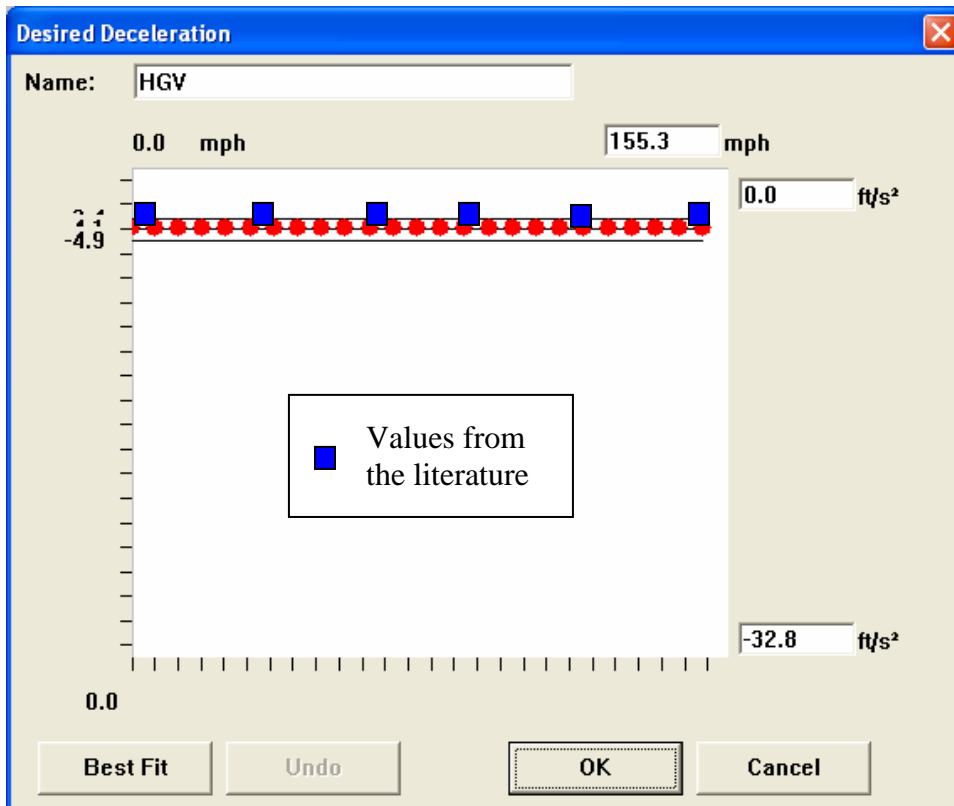 Desired Deceleration
Name: HGV
0.0 mph 155.3 mph
0.0 ft/s²
-4.9
Values from
the literature
-32.8 ft/s²
0.0
Best Fit Undo OK Cancel